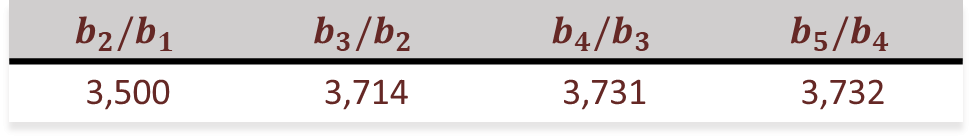 b₂/b₁ b₃/b₂ b₄/b₃ b₅/b₄
3,500 3,714 3,731 3,732